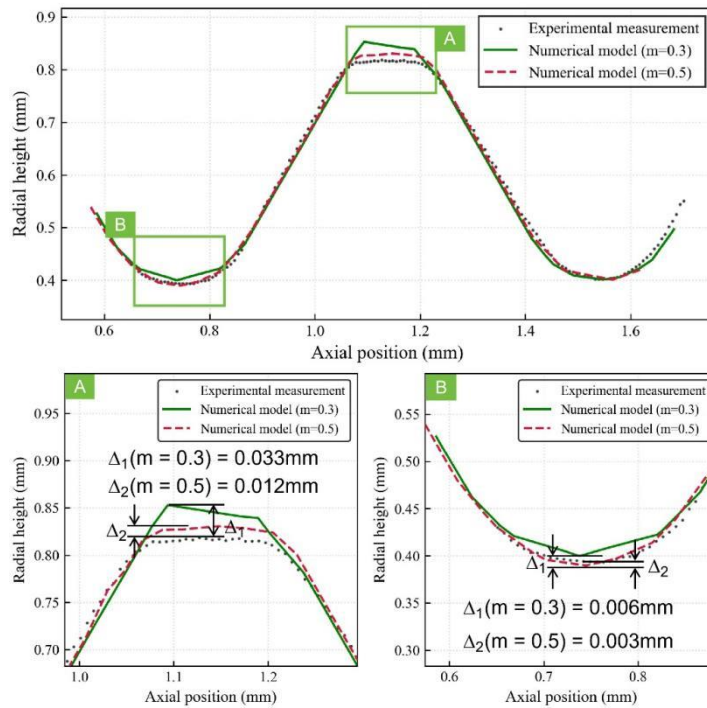 0.9
0.8
0.7
0.6
0.5
0.4
Radial height (mm)
A
B
Experimental measurement
Numerical model (m=0.3)
Numerical model (m=0.5)
0.6 0.8 1.0 1.2 1.4 1.6
Axial position (mm)
A
Experimental measurement
Numerical model (m=0.3)
Numerical model (m=0.5)
Δ₁(m = 0.3) = 0.033mm
Δ₂(m = 0.5) = 0.012mm
Δ₂ Δ₁
0.95
0.90
0.85
0.80
0.75
0.70
Radial height (mm)
1.0 1.1 1.2
Axial position (mm)
B
Experimental measurement
Numerical model (m=0.3)
Numerical model (m=0.5)
0.55
0.50
0.45
0.40
0.35
0.30
Radial height (mm)
Δ₁ Δ₂
Δ₁(m = 0.3) = 0.006mm
Δ₂(m = 0.5) = 0.003mm
0.6 0.7 0.8
Axial position (mm)